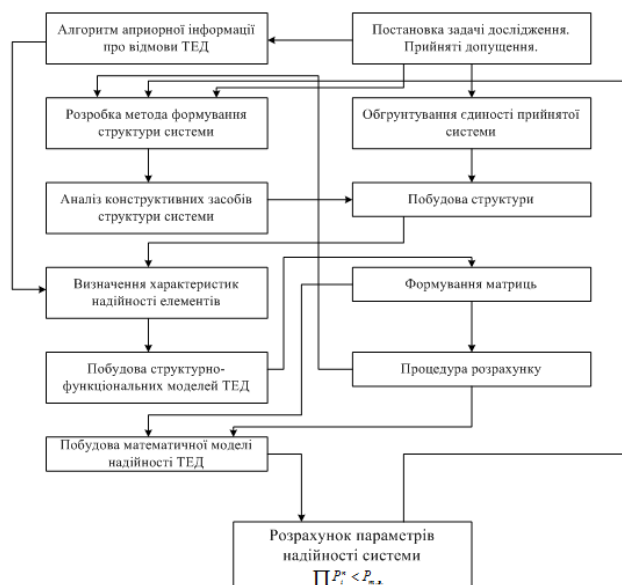 Алгоритм априорної інформації
про відмови ТЕД
Постановка задачі дослідження.
Прийняті допущення.
Розробка метода формування
структури системи
Обгрунтування єдиності прийнятої
системи
Аналіз конструктивних засобів
структури системи
Побудова структури
Визначення характеристик
надійності елементів
Формування матриць
Побудова структурно-
функціональних моделей ТЕД
Процедура розрахунку
Побудова математичної моделі
надійності ТЕД
Розрахунок параметрів
надійності системи
∏ P < P